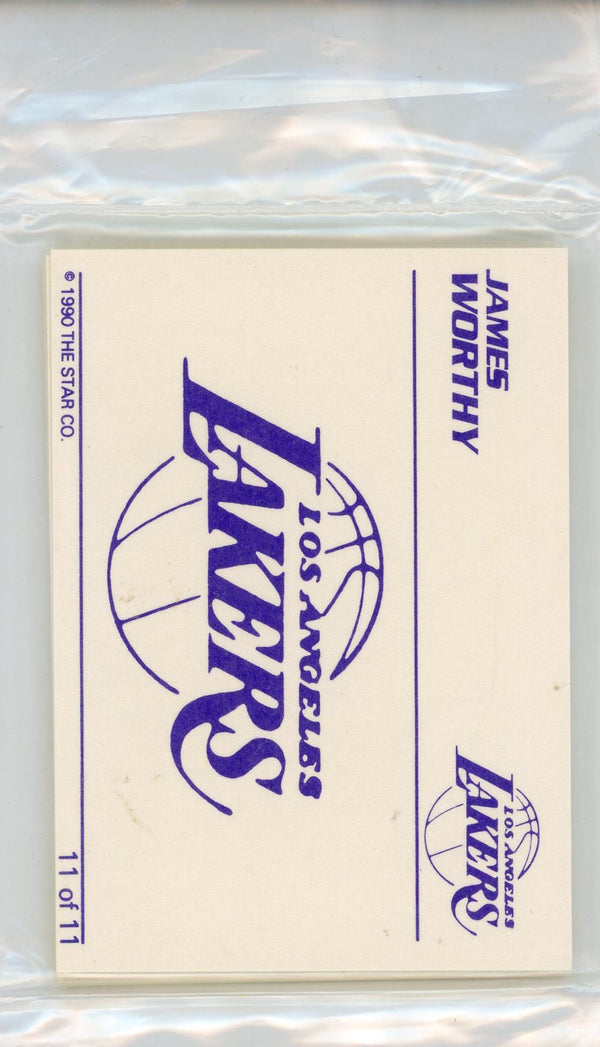 JAMES
WORTHY
LOS ANGELES
LAKERS
LOS ANGELES
LAKERS
© 1990 THE STAR CO.
11 of 11